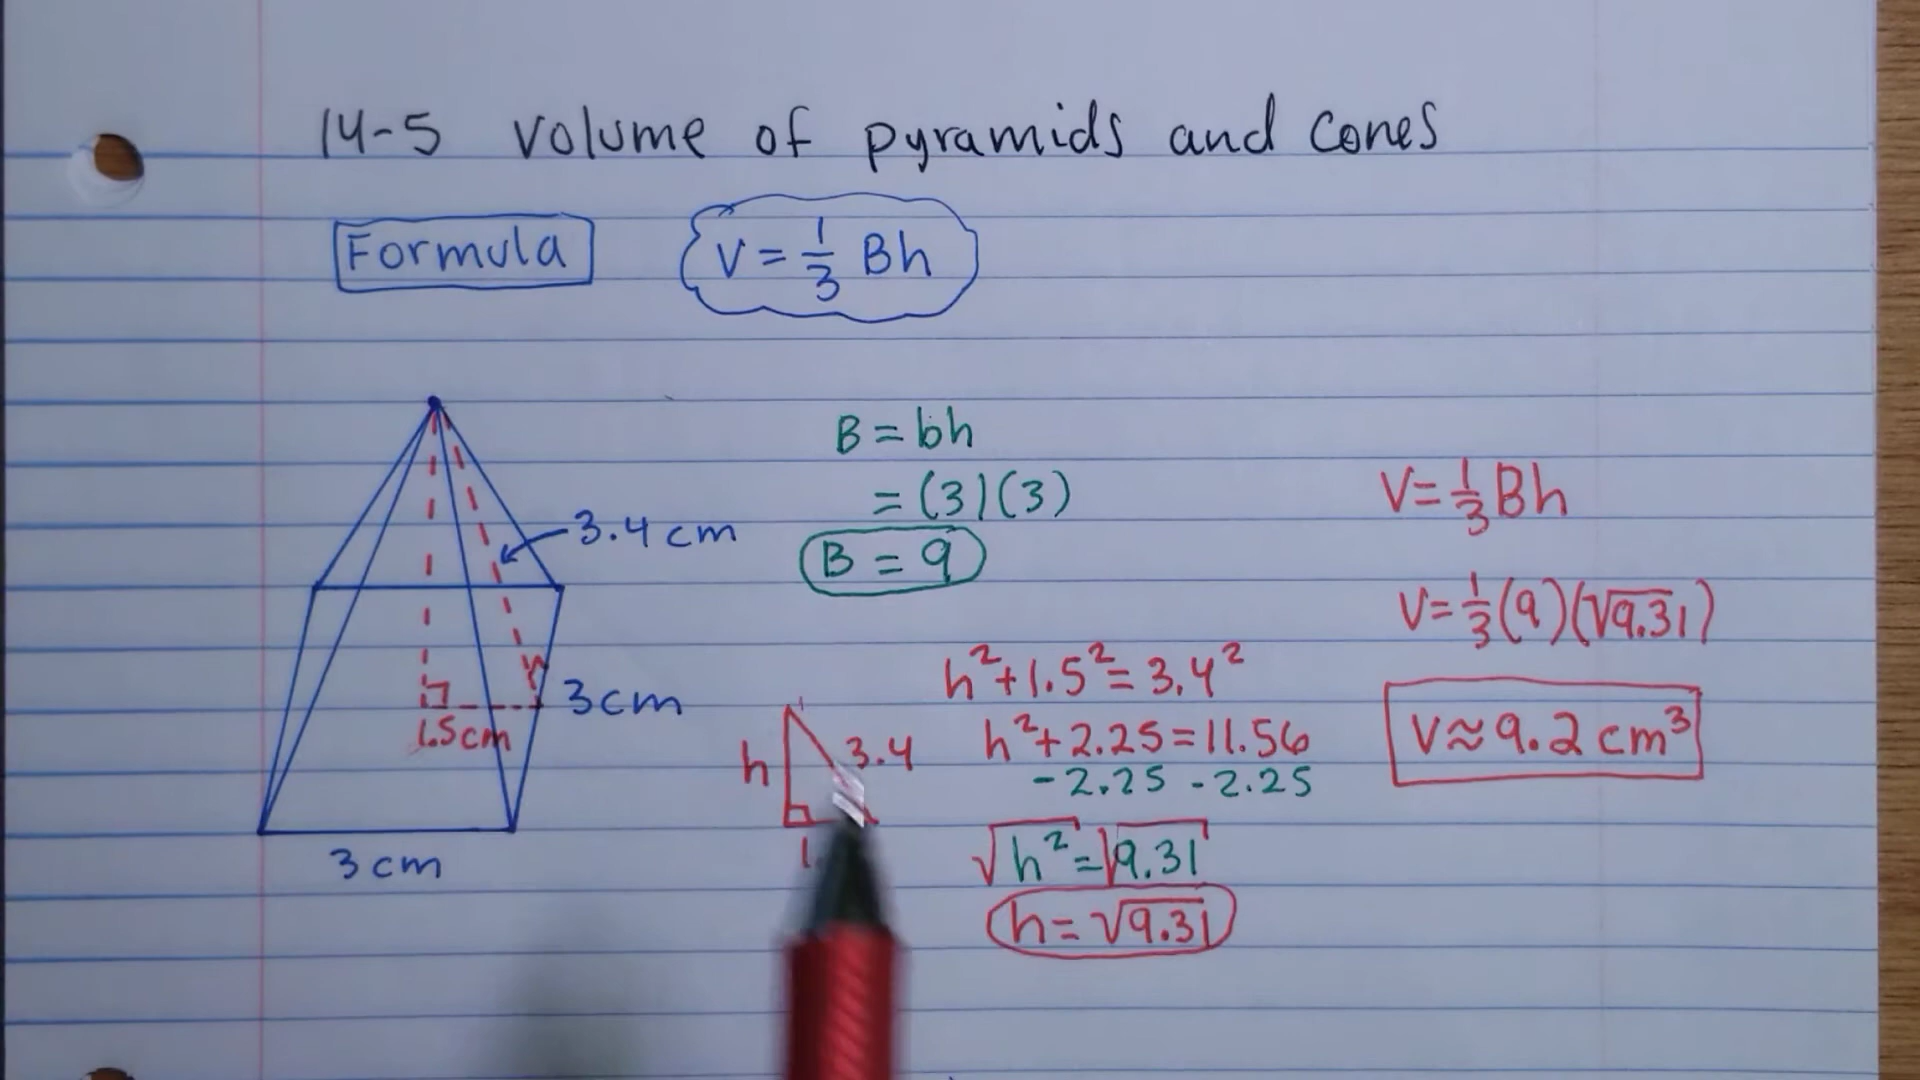 14-5 Volume of pyramids and cones
Formula
V = 1/3 Bh
3.4 cm
3cm
1.5cm
3 cm
B = bh
= (3)(3)
B = 9
h
3.4
h²+1.5²=3.4²
h²+2.25=11.56
-2.25 -2.25
√h²=√9.31
h=√9.31
V=1/3Bh
V=1/3(9)(√9.31)
V≈9.2 cm³